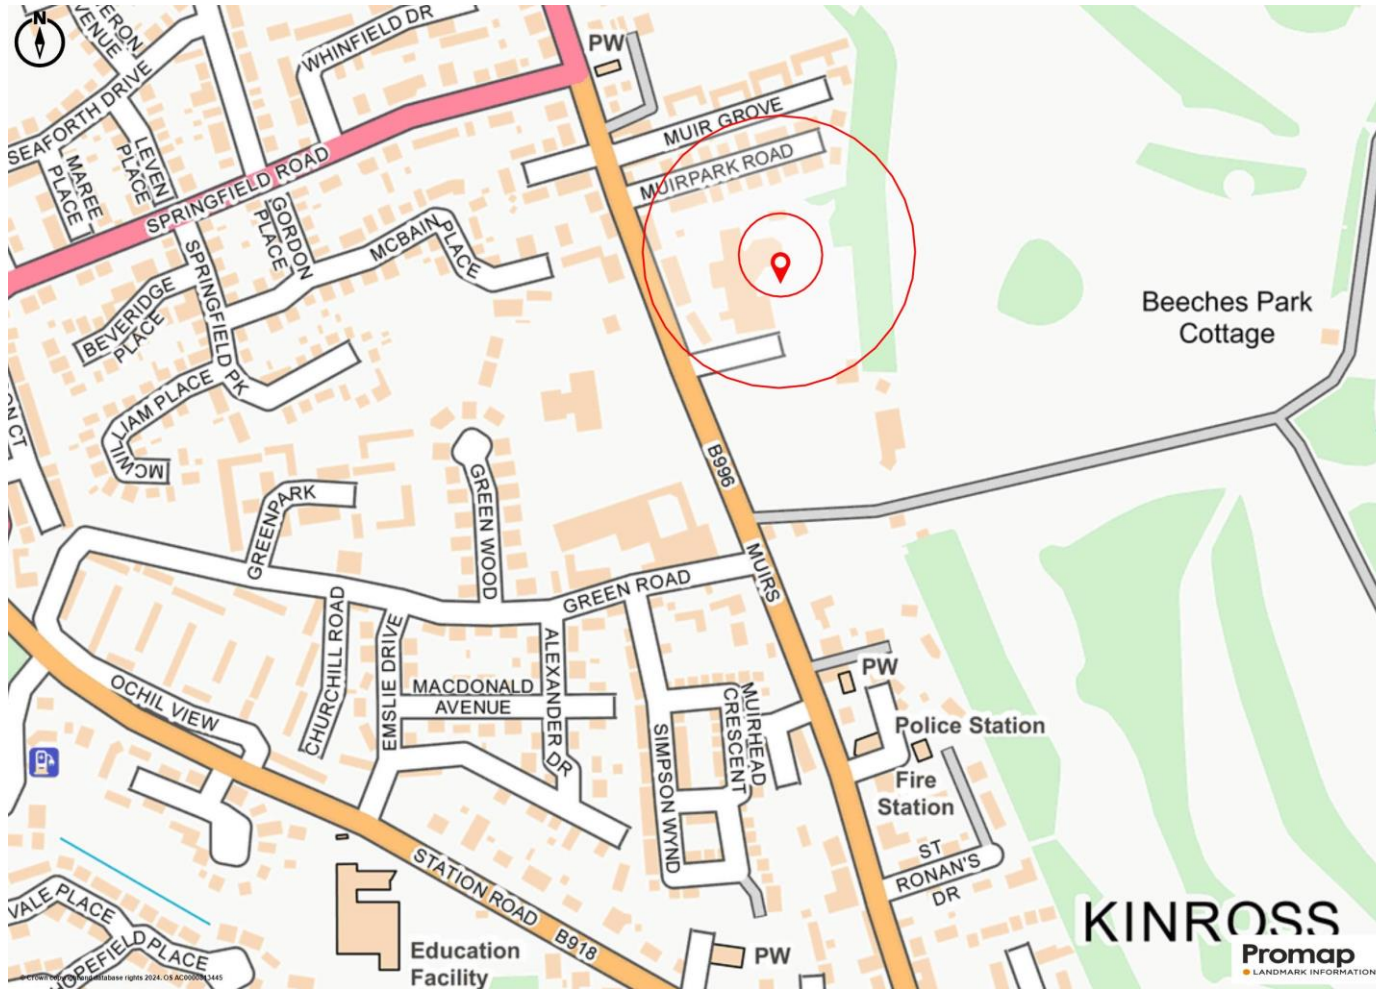 N
PW
WHINFIELD DR
AVENUE
SEAFORTH DRIVE
LEVEN
PLACE
MAREE
PLACE
SPRINGFIELD ROAD
MUIR GROVE
MUIRPARK ROAD
GORDON
PLACE
MCBAIN
PLACE
SPRINGFIELD PK
BEVERIDGE
PLACE
MCWILLIAM PLACE
Beeches Park
Cottage
B996
MUIRS
GREENPARK
GREEN WOOD
GREEN ROAD
CHURCHILL ROAD
EMSLIE DRIVE
MACDONALD
AVENUE
ALEXANDER DR
OCHIL VIEW
SIMPSON WYND
MUIRHEAD
CRESCENT
PW
Police Station
Fire
Station
ST
RONAN'S
DR
STATION ROAD
B918
Education
Facility
PW
VALE PLACE
HOPEFIELD PLACE
KINROSS
Promap
LANDMARK INFORMATION